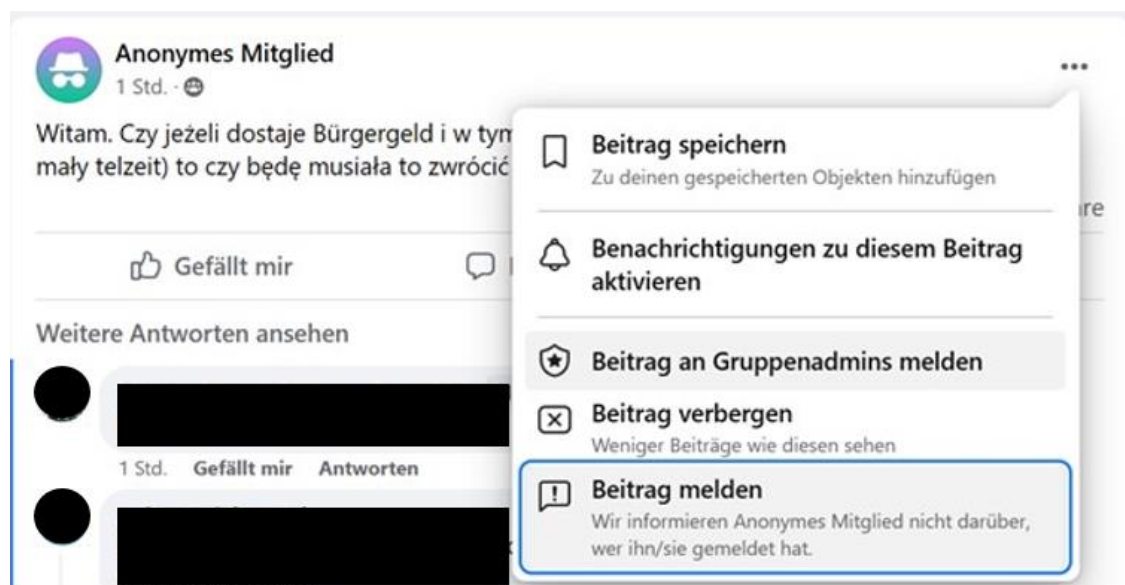 Anonymes Mitglied
1 Std. ·
Witam. Czy jeżeli dostaje Bürgergeld i w tym
mały telzeit) to czy będę musiała to zwrócić
Gefällt mir
Weitere Antworten ansehen
1 Std. Gefällt mir Antworten
Beitrag speichern
Zu deinen gespeicherten Objekten hinzufügen
Benachrichtigungen zu diesem Beitrag
aktivieren
Beitrag an Gruppenadmins melden
Beitrag verbergen
Weniger Beiträge wie diesen sehen
Beitrag melden
Wir informieren Anonymes Mitglied nicht darüber,
wer ihn/sie gemeldet hat.